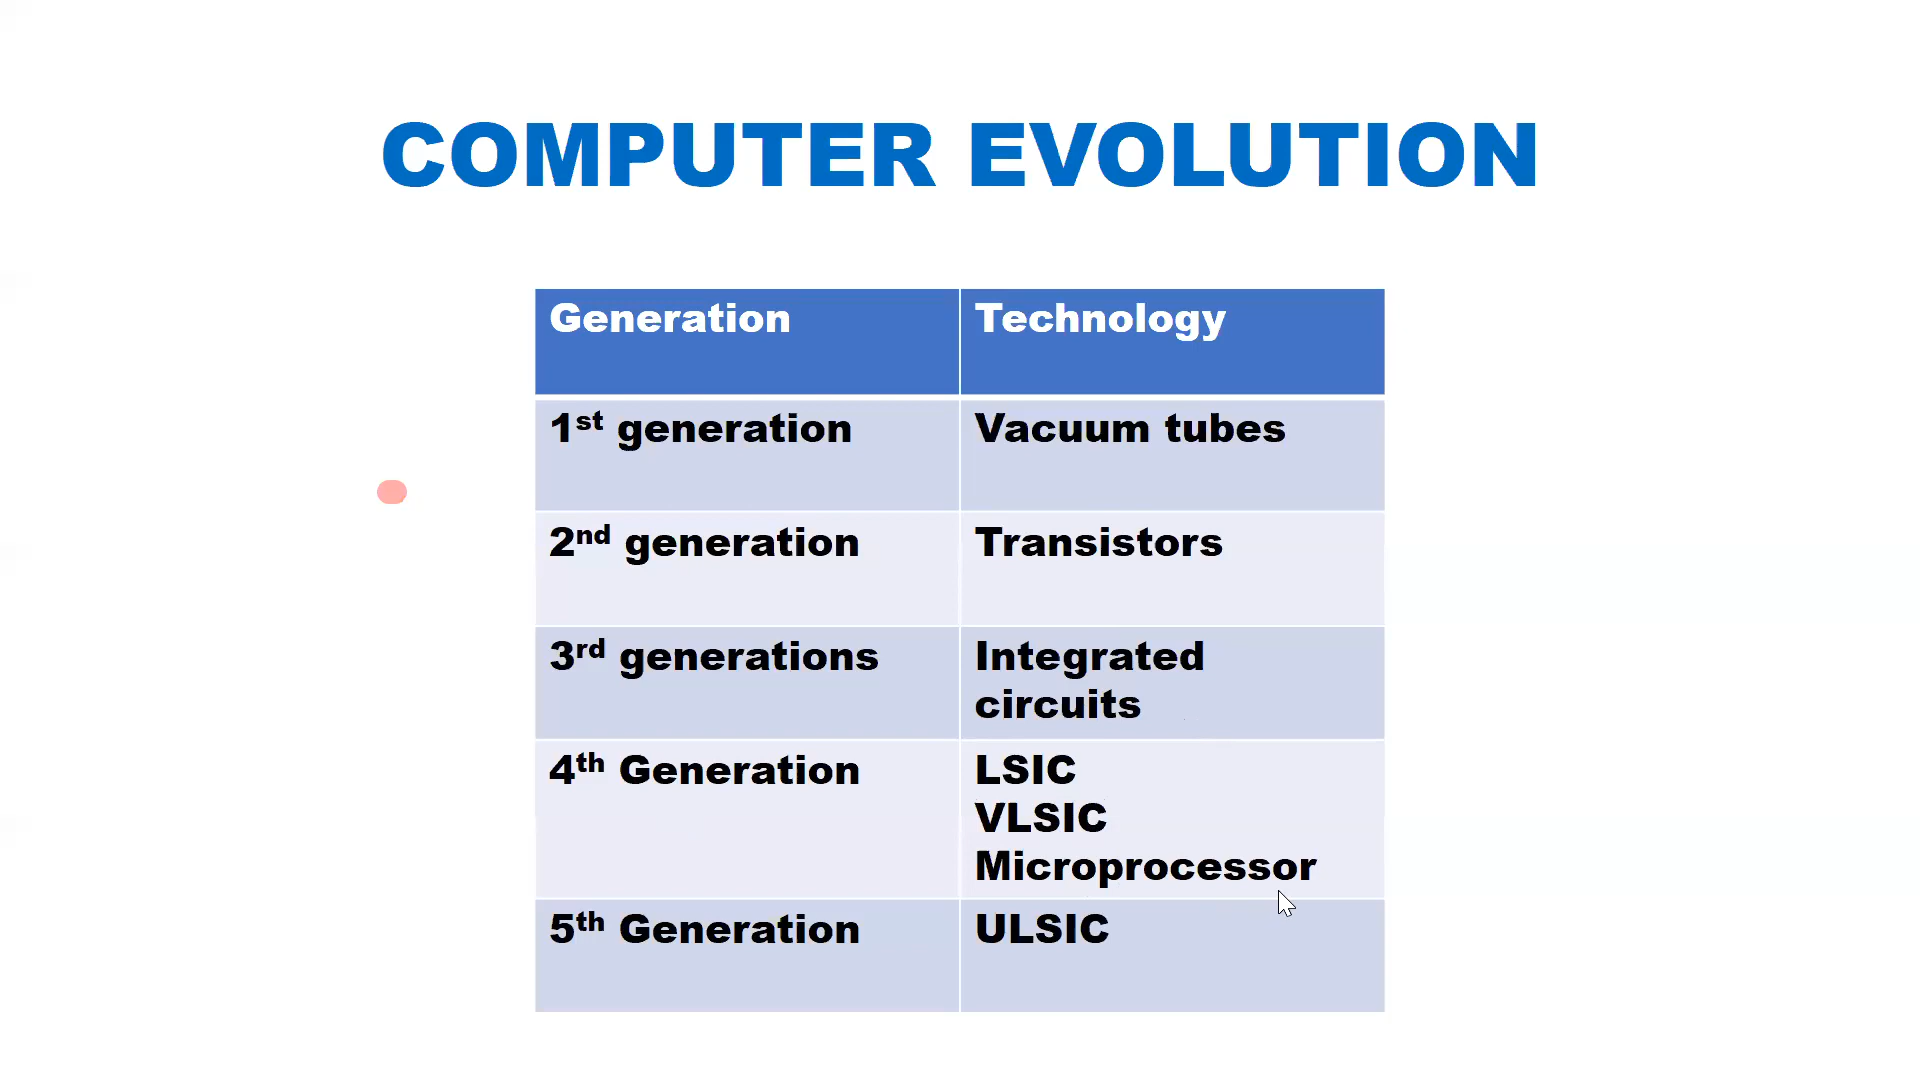 COMPUTER EVOLUTION
Generation Technology
1st generation Vacuum tubes
2nd generation Transistors
3rd generations Integrated
circuits
4th Generation LSIC
VLSIC
Microprocessor
5th Generation ULSIC